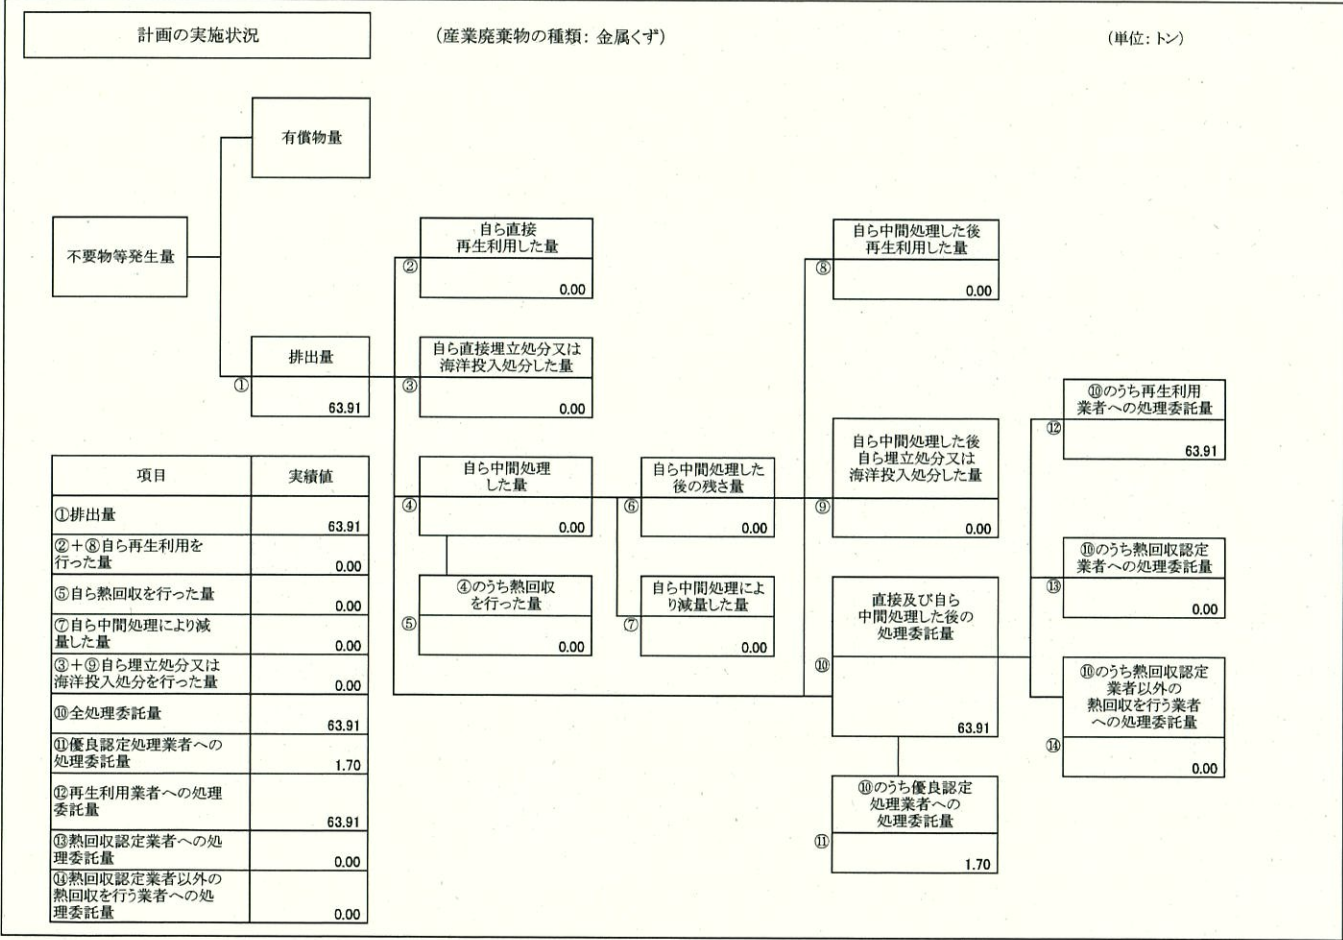 計画の実施状況
(産業廃棄物の種類: 金属くず)
(単位: トン)
有償物量
不要物等発生量
排出量
①
63.91
自ら直接
再生利用した量
②
0.00
自ら直接埋立処分又は
海洋投入処分した量
③
0.00
自ら中間処理
した量
④
0.00
④のうち熱回収
を行った量
⑤
0.00
自ら中間処理した
後の残さ量
⑥
0.00
自ら中間処理によ
り減量した量
⑦
0.00
自ら中間処理した後
再生利用した量
⑧
0.00
自ら中間処理した後
自ら埋立処分又は
海洋投入処分した量
⑨
0.00
直接及び自ら
中間処理した後の
処理委託量
⑩
63.91
⑩のうち優良認定
処理業者への
処理委託量
⑪
1.70
⑩のうち再生利用
業者への処理委託量
⑫
63.91
⑩のうち熱回収認定
業者への処理委託量
⑬
0.00
⑩のうち熱回収認定
業者以外の
熱回収を行う業者
への処理委託量
⑭
0.00
項目 実績値
①排出量
63.91
②+⑧自ら再生利用を
行った量
0.00
⑤自ら熱回収を行った量
0.00
⑦自ら中間処理により減
量した量
0.00
③+⑨自ら埋立処分又は
海洋投入処分を行った量
0.00
⑩全処理委託量
63.91
⑪優良認定処理業者への
処理委託量
1.70
⑫再生利用業者への処理
委託量
63.91
⑬熱回収認定業者への処
理委託量
0.00
⑭熱回収認定業者以外の
熱回収を行う業者への処
理委託量
0.00